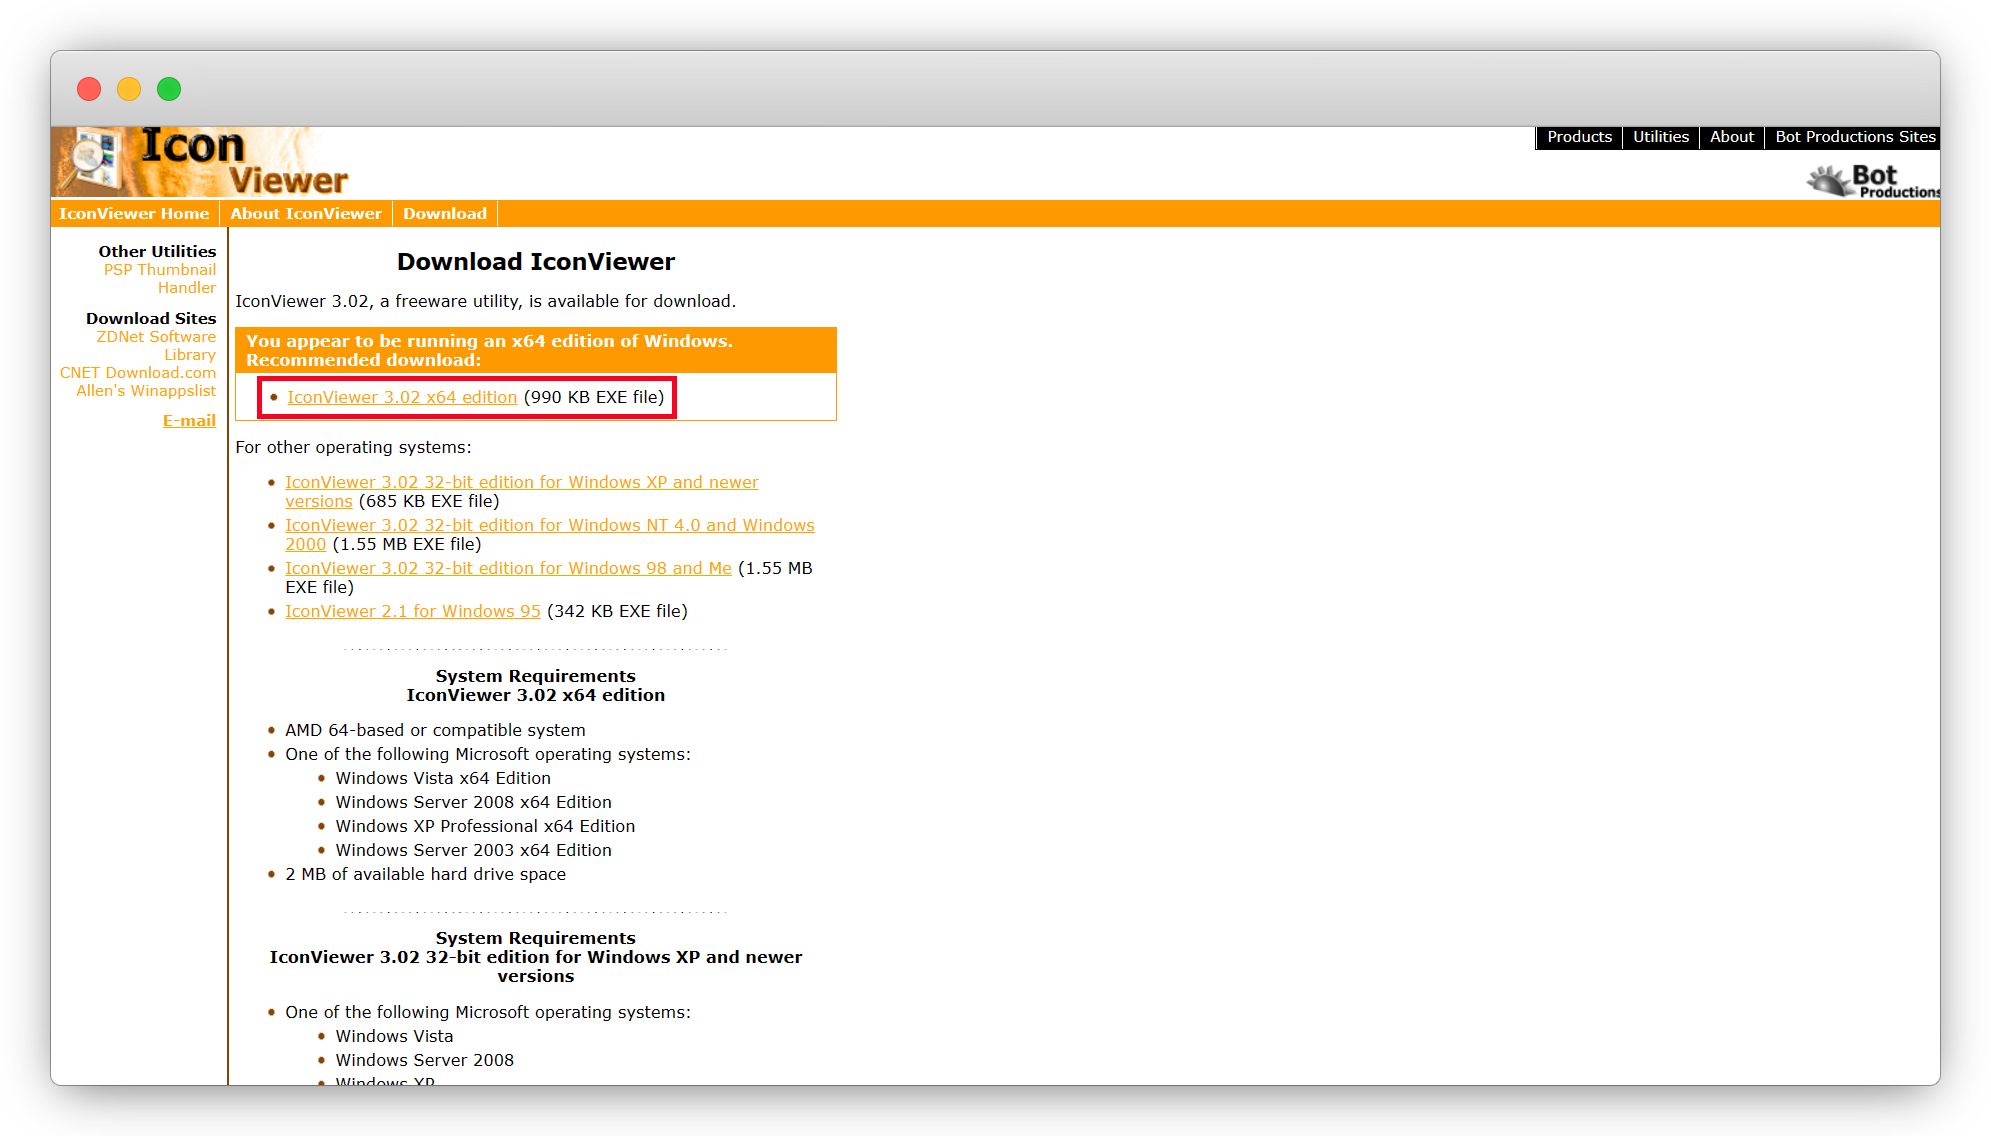 Icon
Viewer
Products Utilities About Bot Productions Sites
Bot
Productions
IconViewer Home About IconViewer Download
Other Utilities
PSP Thumbnail
Handler
Download Sites
ZDNet Software
Library
CNET Download.com
Allen's Winappslist
E-mail
Download IconViewer
IconViewer 3.02, a freeware utility, is available for download.
You appear to be running an x64 edition of Windows.
Recommended download:
IconViewer 3.02 x64 edition (990 KB EXE file)
For other operating systems:
IconViewer 3.02 32-bit edition for Windows XP and newer
versions (685 KB EXE file)
IconViewer 3.02 32-bit edition for Windows NT 4.0 and Windows
2000 (1.55 MB EXE file)
IconViewer 3.02 32-bit edition for Windows 98 and Me (1.55 MB
EXE file)
IconViewer 2.1 for Windows 95 (342 KB EXE file)
System Requirements
IconViewer 3.02 x64 edition
AMD 64-based or compatible system
One of the following Microsoft operating systems:
Windows Vista x64 Edition
Windows Server 2008 x64 Edition
Windows XP Professional x64 Edition
Windows Server 2003 x64 Edition
2 MB of available hard drive space
System Requirements
IconViewer 3.02 32-bit edition for Windows XP and newer
versions
One of the following Microsoft operating systems:
Windows Vista
Windows Server 2008
Windows XP